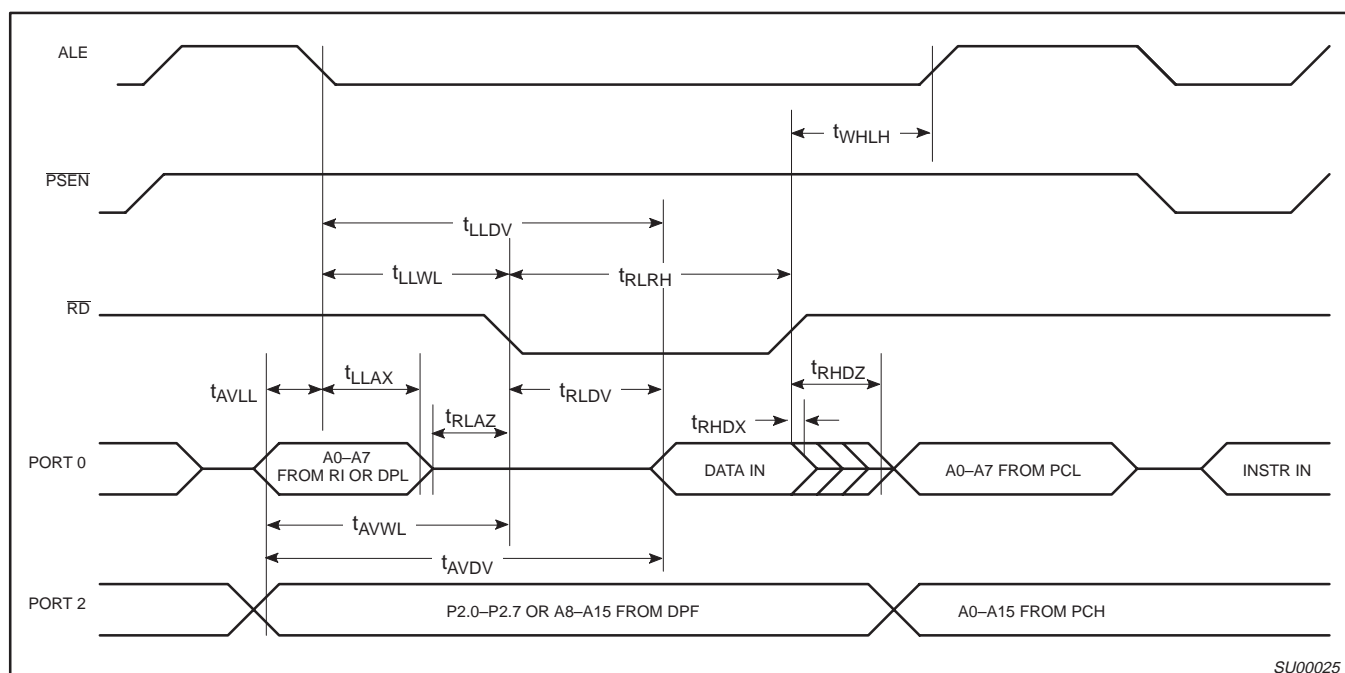 ALE
tWHLH
PSEN
tLLDV
tLLWL
tRLRH
RD
tAVLL
tLLAX
tRLDV
tRHDZ
tRLAZ
tRHDX
PORT 0
A0–A7
FROM RI OR DPL
DATA IN
A0–A7 FROM PCL
INSTR IN
tAVWL
tAVDV
PORT 2
P2.0–P2.7 OR A8–A15 FROM DPF
A0–A15 FROM PCH
SU00025